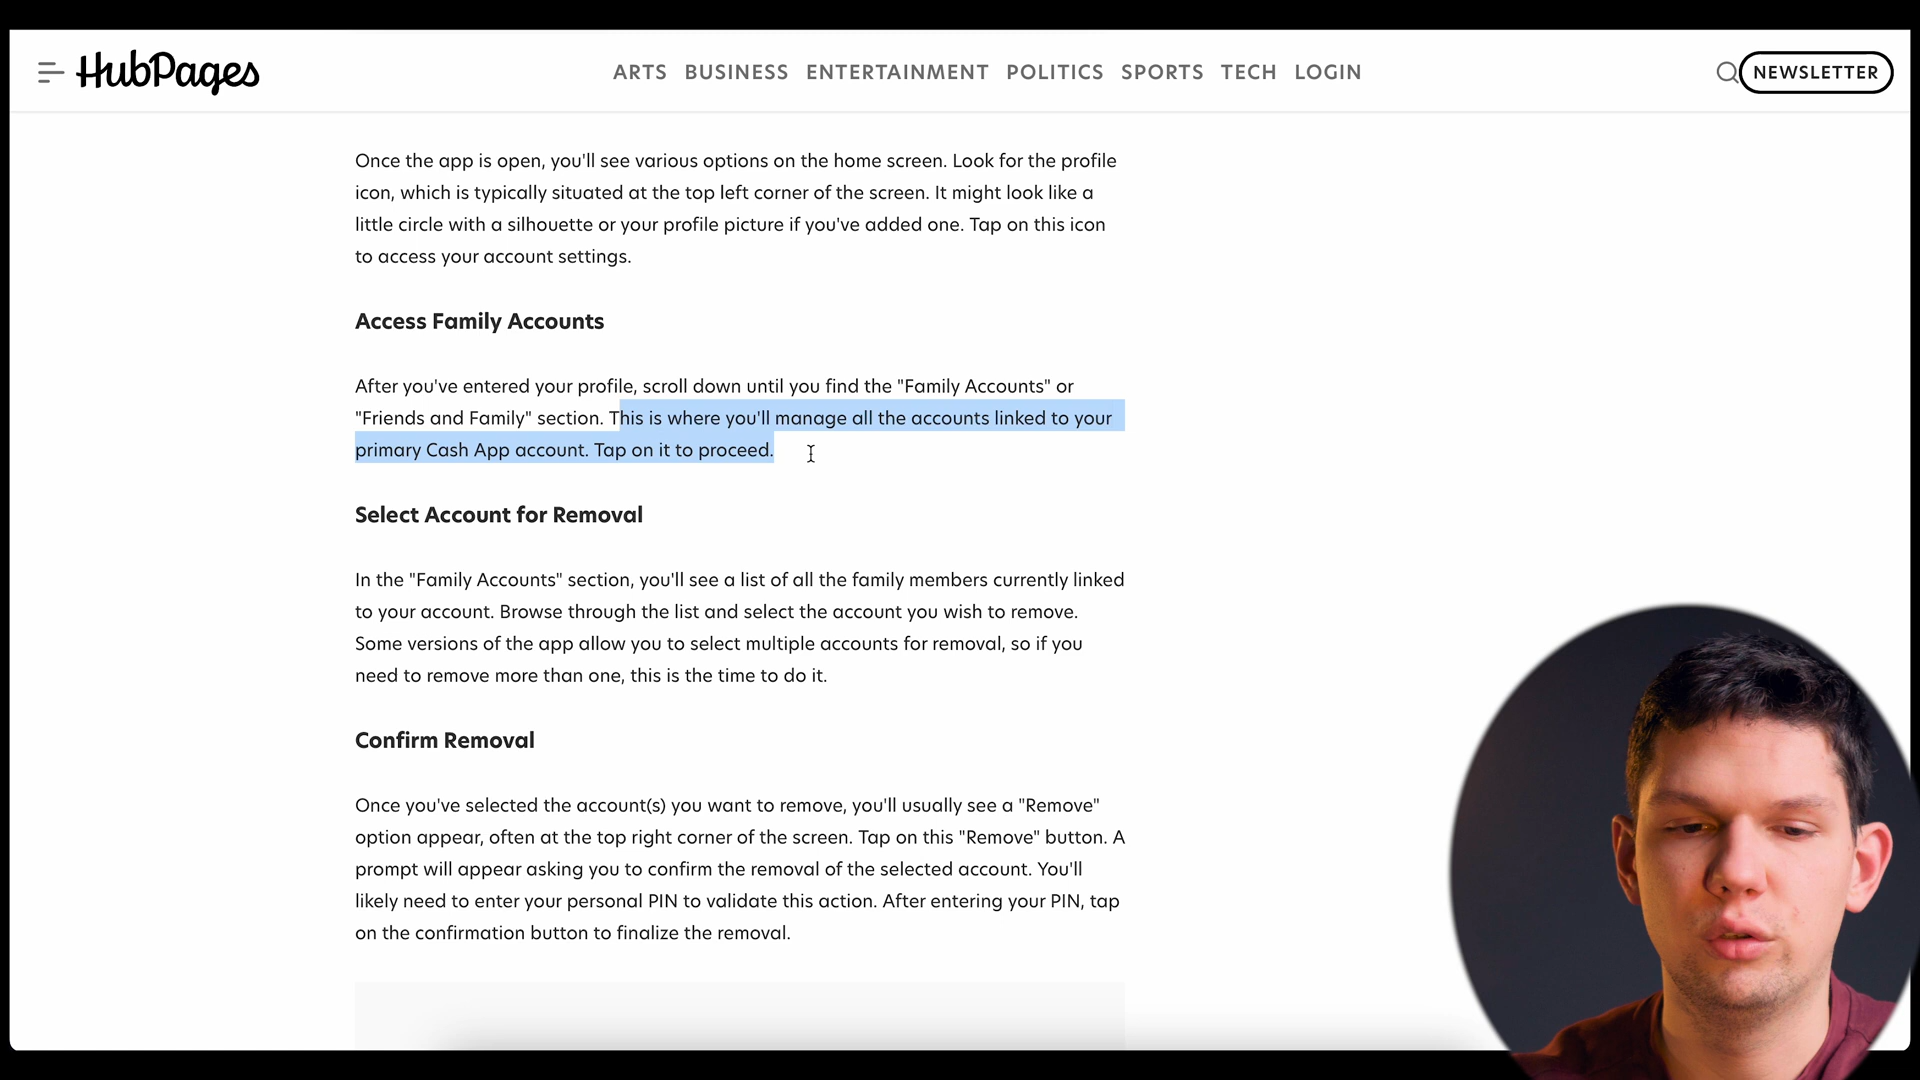 HubPages
ARTS BUSINESS ENTERTAINMENT POLITICS SPORTS TECH LOGIN
NEWSLETTER
Once the app is open, you'll see various options on the home screen. Look for the profile
icon, which is typically situated at the top left corner of the screen. It might look like a
little circle with a silhouette or your profile picture if you've added one. Tap on this icon
to access your account settings.
Access Family Accounts
After you've entered your profile, scroll down until you find the "Family Accounts" or
"Friends and Family" section. This is where you'll manage all the accounts linked to your
primary Cash App account. Tap on it to proceed.
Select Account for Removal
In the "Family Accounts" section, you'll see a list of all the family members currently linked
to your account. Browse through the list and select the account you wish to remove.
Some versions of the app allow you to select multiple accounts for removal, so if you
need to remove more than one, this is the time to do it.
Confirm Removal
Once you've selected the account(s) you want to remove, you'll usually see a "Remove"
option appear, often at the top right corner of the screen. Tap on this "Remove" button. A
prompt will appear asking you to confirm the removal of the selected account. You'll
likely need to enter your personal PIN to validate this action. After entering your PIN, tap
on the confirmation button to finalize the removal.